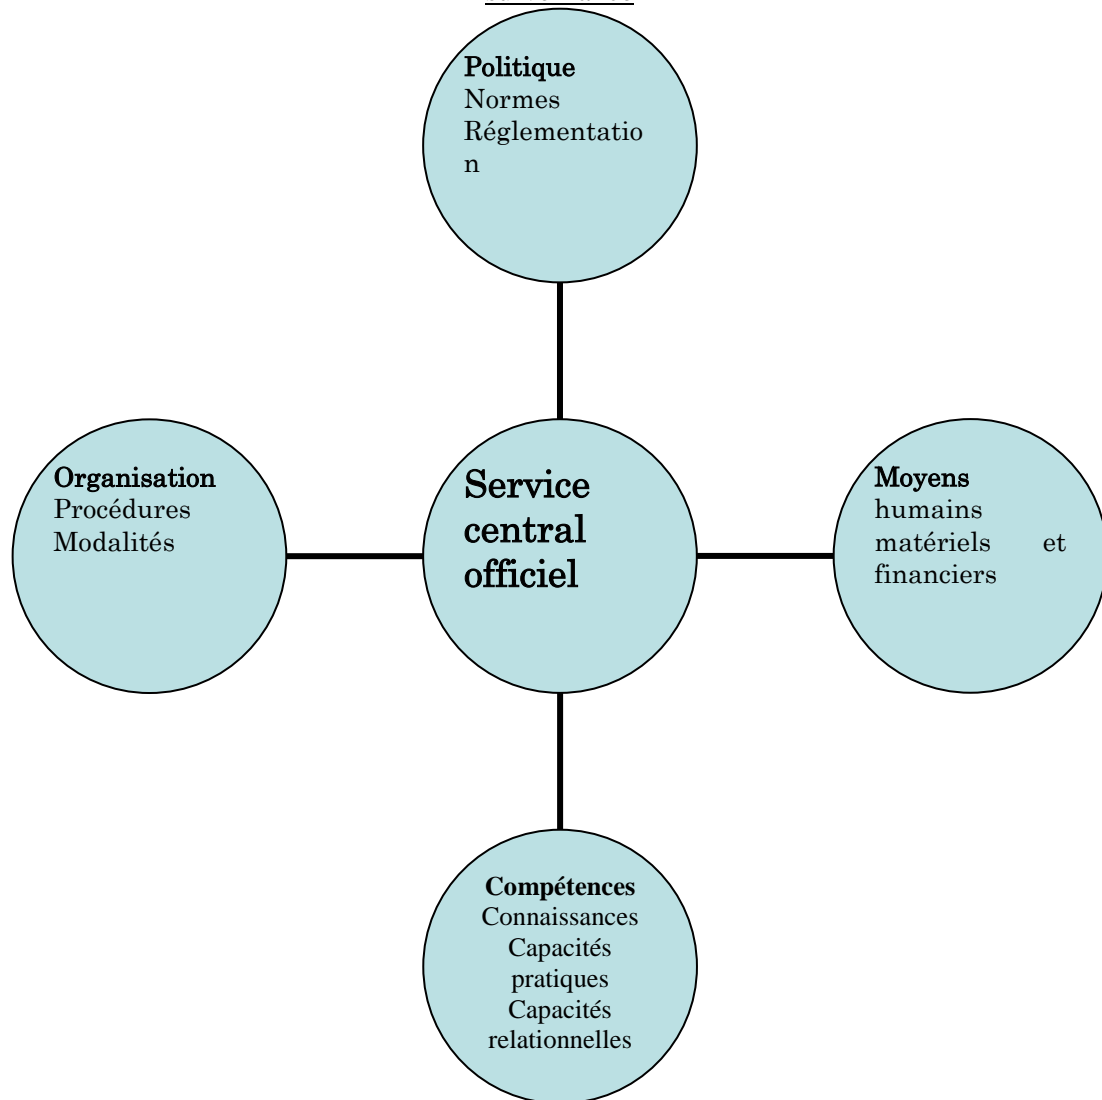 Politique
Normes
Réglementatio
n
Organisation
Procédures
Modalités
Service
central
officiel
Moyens
humains
matériels et
financiers
Compétences
Connaissances
Capacités
pratiques
Capacités
relationnelles